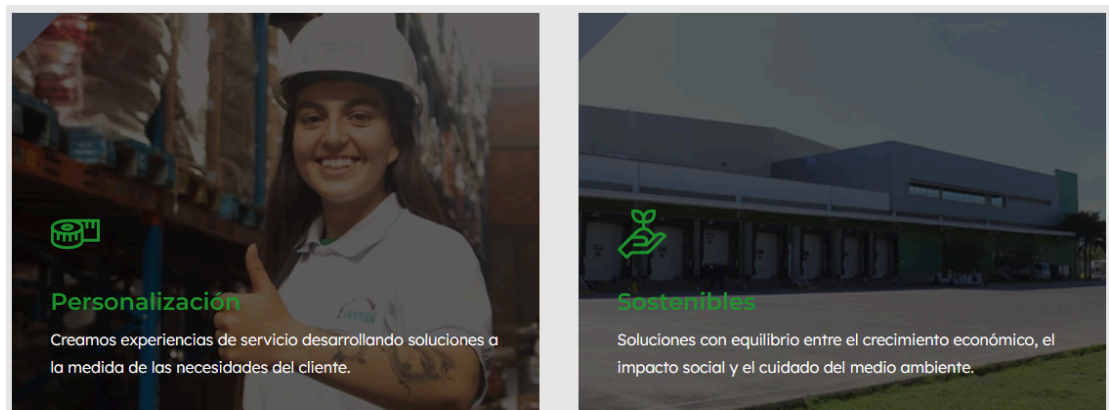 Personalización
Creamos experiencias de servicio desarrollando soluciones a
la medida de las necesidades del cliente.
Sostenibles
Soluciones con equilibrio entre el crecimiento económico, el
impacto social y el cuidado del medio ambiente.